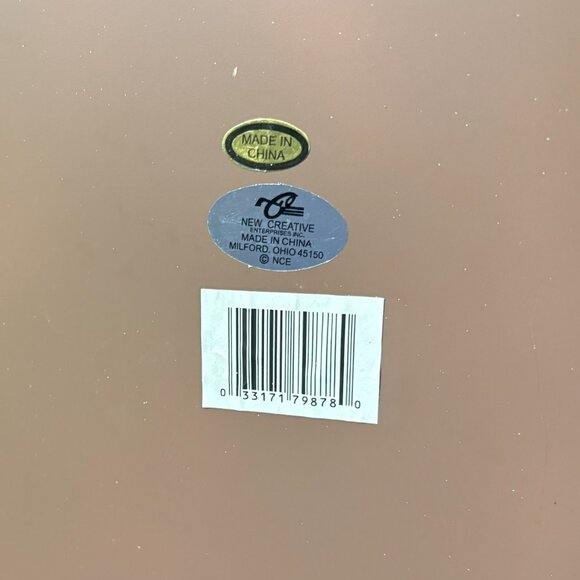 MADE IN
CHINA
NEW CREATIVE
ENTERPRISES INC.
MADE IN CHINA
MILFORD, OHIO 45150
© NCE
0 33171 79878 0